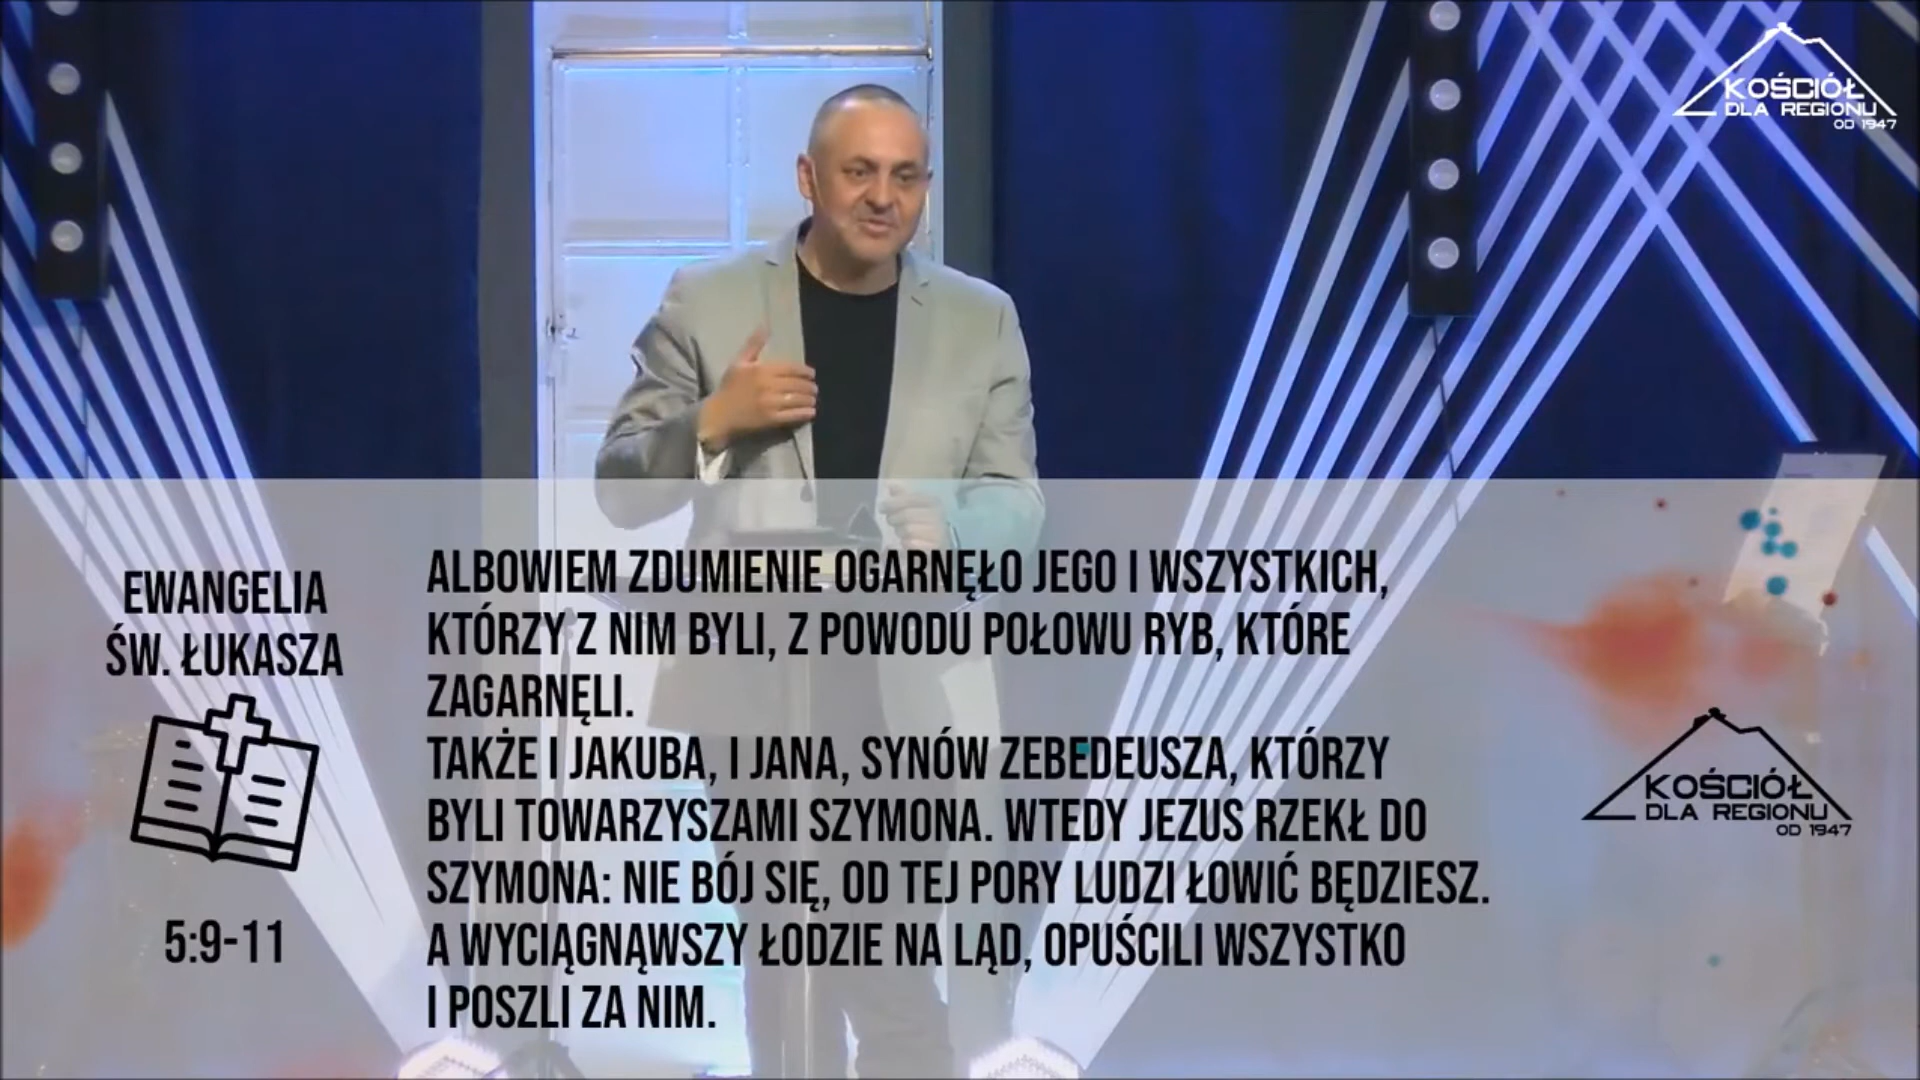 KOŚCIÓŁ
DLA REGIONU
OD 1947
EWANGELIA
ŚW. ŁUKASZA
5:9-11
ALBOWIEM ZDUMIENIE OGARNĘŁO JEGO I WSZYSTKICH,
KTÓRZY Z NIM BYLI, Z POWODU POŁOWU RYB, KTÓRE
ZAGARNĘLI.
TAKŻE I JAKUBA, I JANA, SYNÓW ZEBEDEUSZA, KTÓRZY
BYLI TOWARZYSZAMI SZYMONA. WTEDY JEZUS RZEKŁ DO
SZYMONA: NIE BÓJ SIĘ, OD TEJ PORY LUDZI ŁOWIĆ BĘDZIESZ.
A WYCIĄGNĄWSZY ŁODZIE NA LĄD, OPUŚCILI WSZYSTKO
I POSZLI ZA NIM.
KOŚCIÓŁ
DLA REGIONU
OD 1947